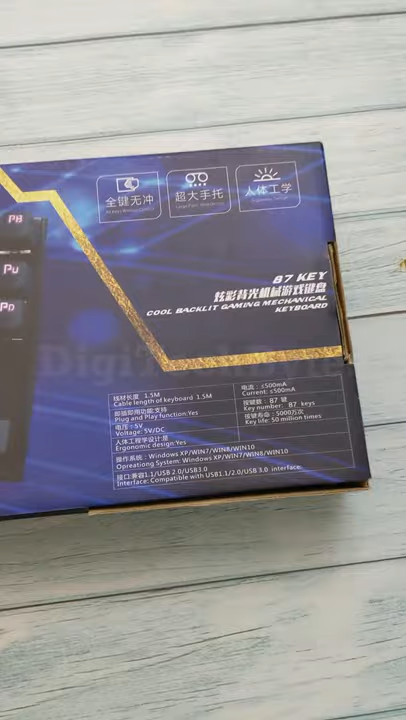 全键无冲
超大手托
人体工学
PB
PU
PD
87 KEY
炫彩背光机械游戏键盘
COOL BACKLIT GAMING MECHANICAL
KEYBOARD
线材长度 1.5M
Cable length of keyboard 1.5M
即插即用功能:支持
Plug and Play function:Yes
电压:5V
Voltage: 5V/DC
人体工程学设计:是
Ergonomic design:Yes
电流:≤500mA
Current: ≤500mA
按键数:87 键
Key number: 87 keys
按键寿命:5000万次
Key life: 50 million times
操作系统:Windows XP/WIN7/WIN8/WIN10
Opreationg System: Windows XP/WIN7/WIN8/WIN10
接口兼容1.1/USB 2.0/USB3.0
Interface: Compatible with USB1.1/2.0/USB 3.0 interface: